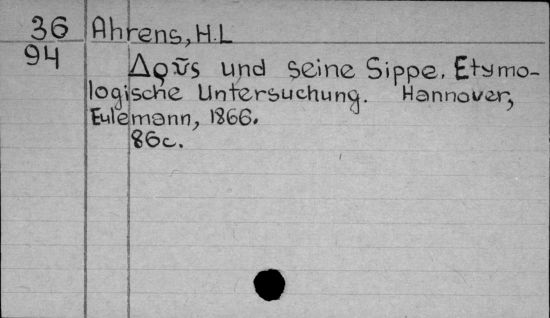 36 Ahrens, H.L
94 Δρῦs und seine Sippe. Etymo-
logische Untersuchung. Hannover,
Eulemann, 1866.
86c.